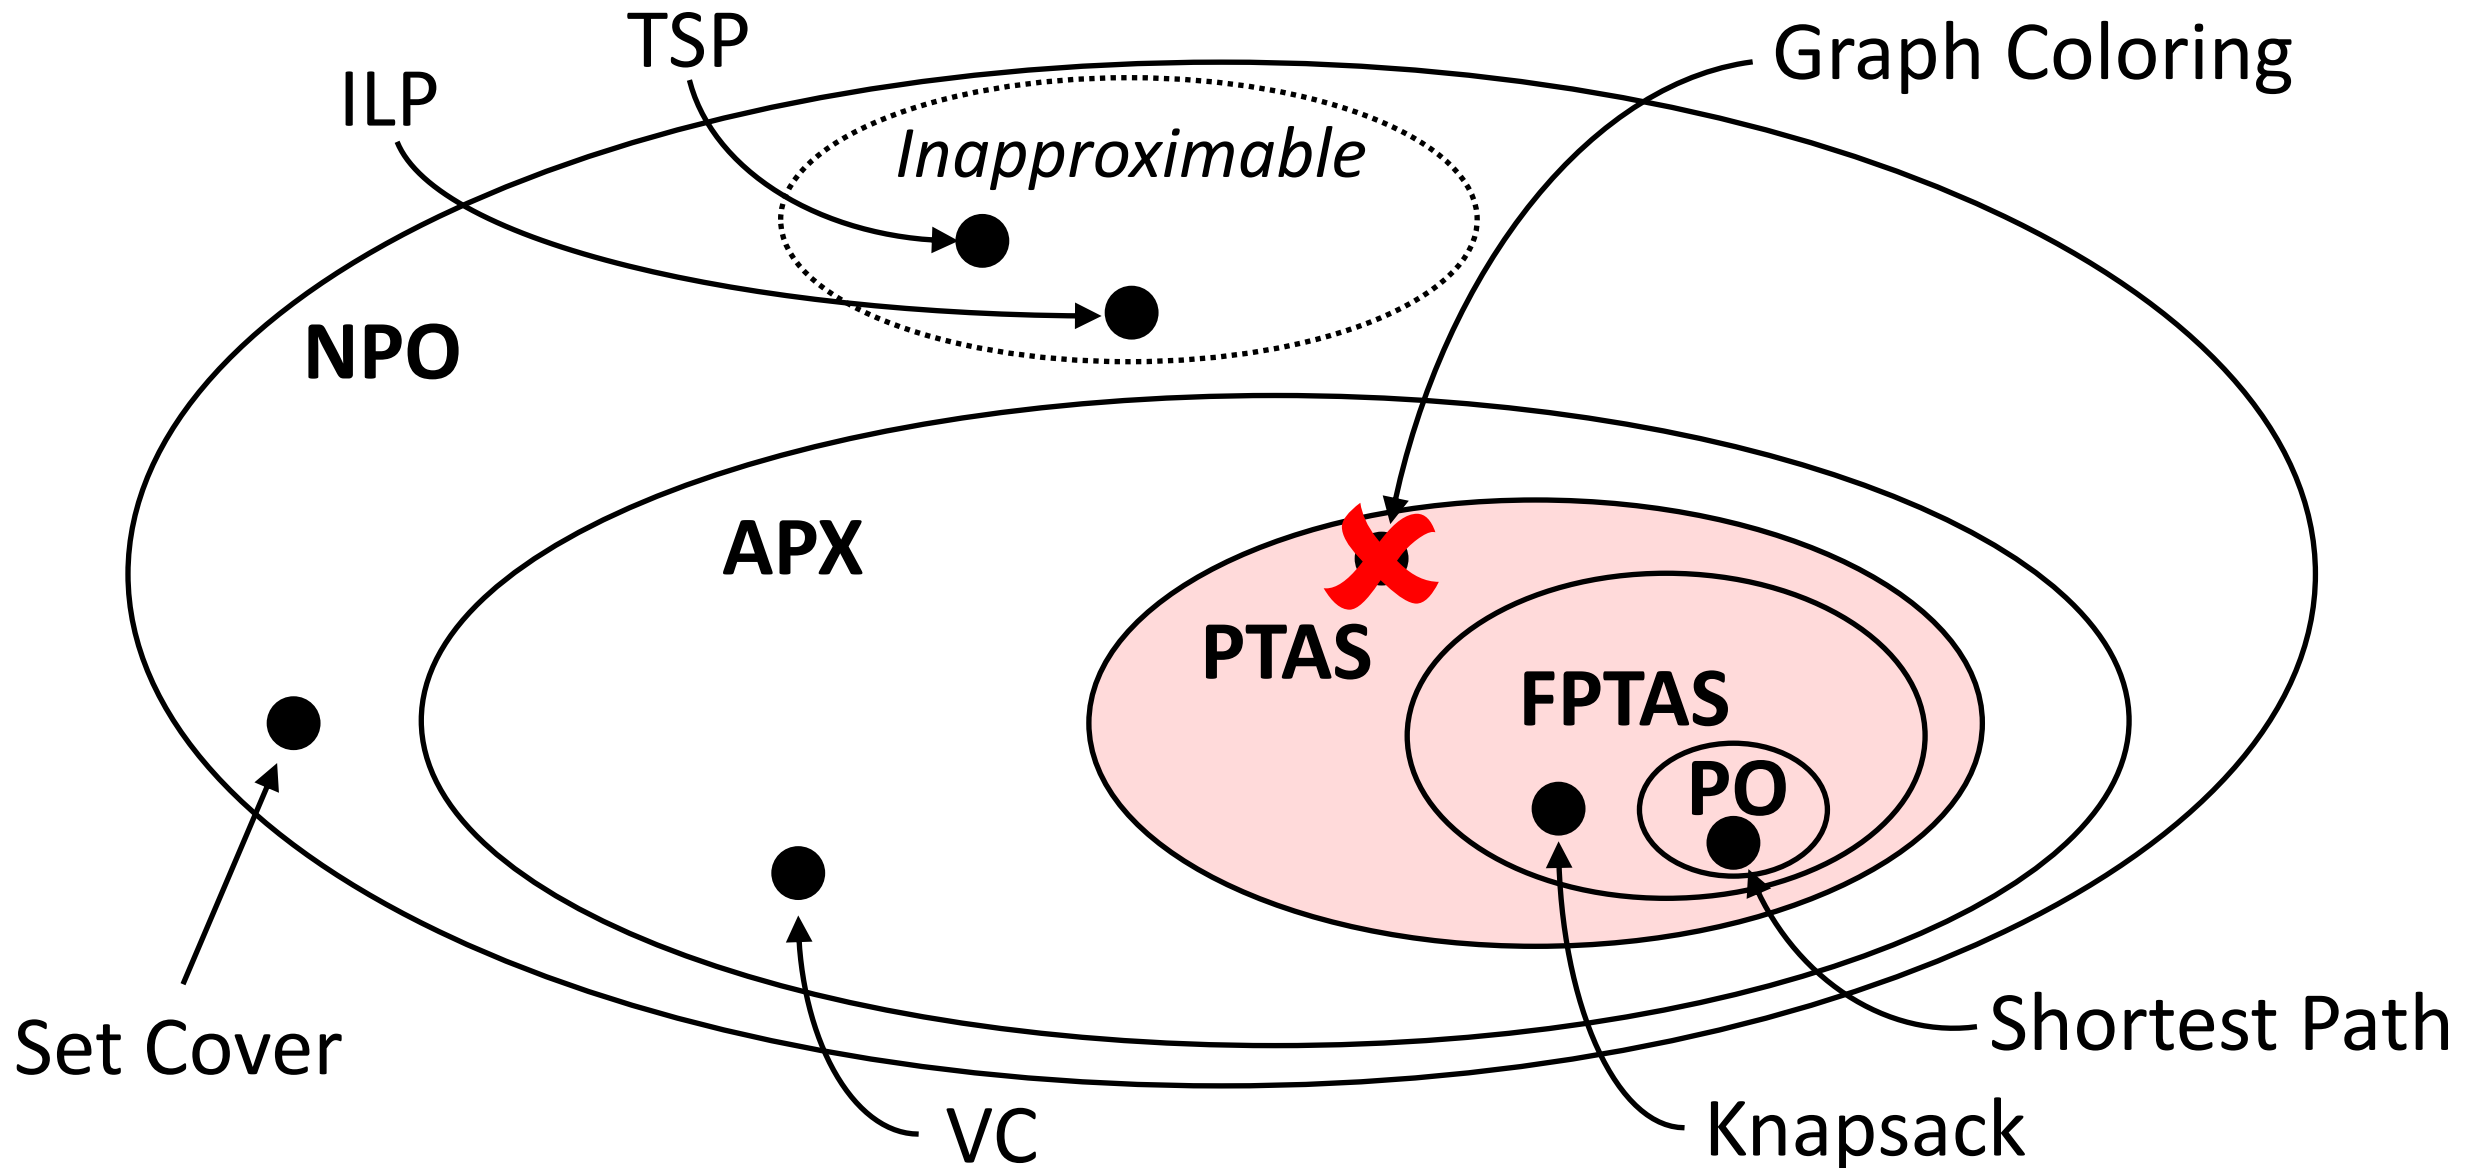 TSP
Graph Coloring
ILP
Inapproximable
NPO
APX
PTAS
FPTAS
PO
Set Cover
Shortest Path
VC
Knapsack